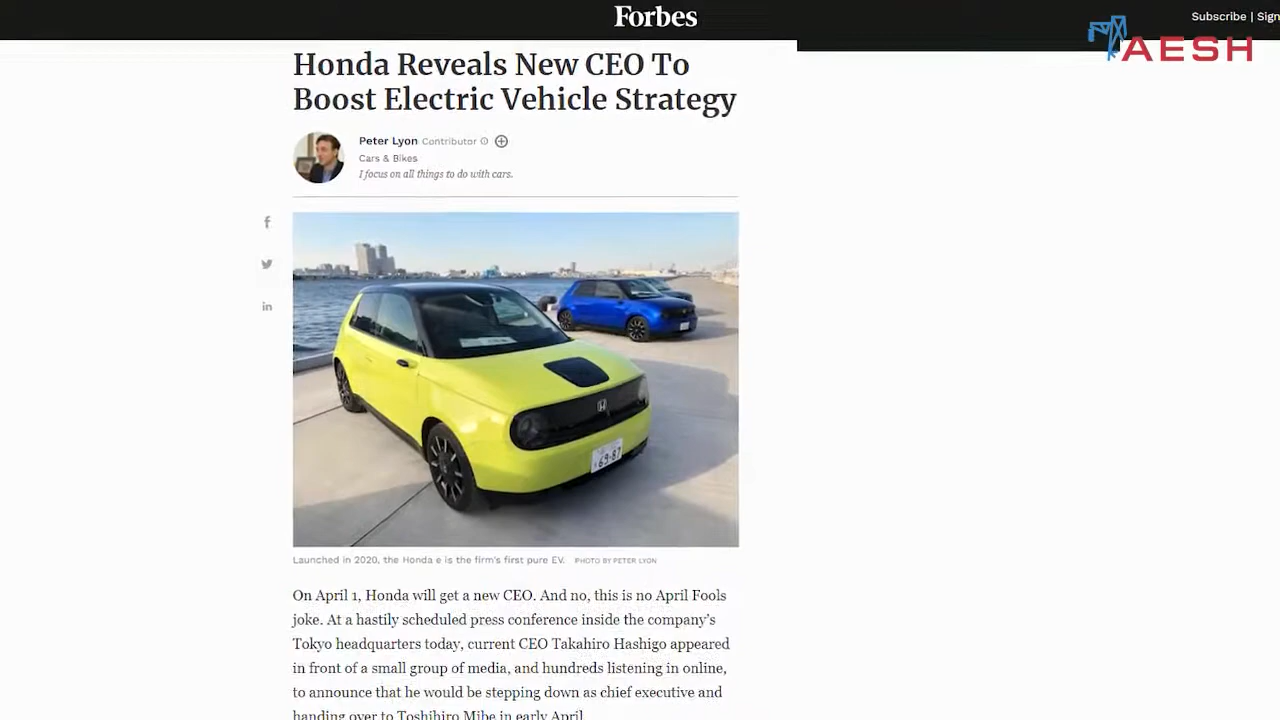 Forbes
Subscribe | Sign
AESH
Honda Reveals New CEO To
Boost Electric Vehicle Strategy
Peter Lyon Contributor
Cars & Bikes
I focus on all things to do with cars.
69-87
Launched in 2020, the Honda e is the firm's first pure EV. PHOTO BY PETER LYON
On April 1, Honda will get a new CEO. And no, this is no April Fools
joke. At a hastily scheduled press conference inside the company's
Tokyo headquarters today, current CEO Takahiro Hashigo appeared
in front of a small group of media, and hundreds listening in online,
to announce that he would be stepping down as chief executive and
handing over to Toshihiro Mibe in early April.